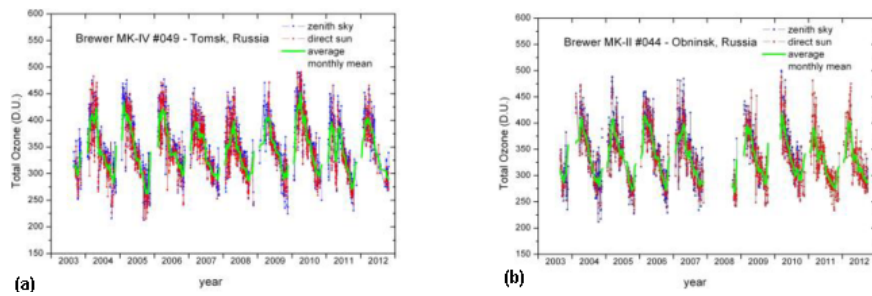 600
550
500
450
400
350
300
250
200
150
Total Ozone (D.U.)
Brewer MK-IV #049 - Tomsk, Russia
zenith sky
direct sun
average
monthly mean
2003 2004 2005 2006 2007 2008 2009 2010 2011 2012
year
(a)
600
550
500
450
400
350
300
250
200
150
Total Ozone (D.U.)
Brewer MK-II #044 - Obninsk, Russia
zenith sky
direct sun
average
monthly mean
2003 2004 2005 2006 2007 2008 2009 2010 2011 2012
year
(b)